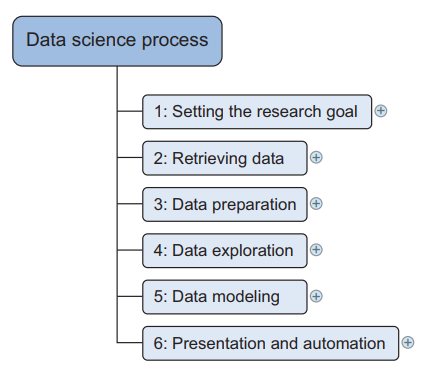 Data science process
1: Setting the research goal
2: Retrieving data
3: Data preparation
4: Data exploration
5: Data modeling
6: Presentation and automation